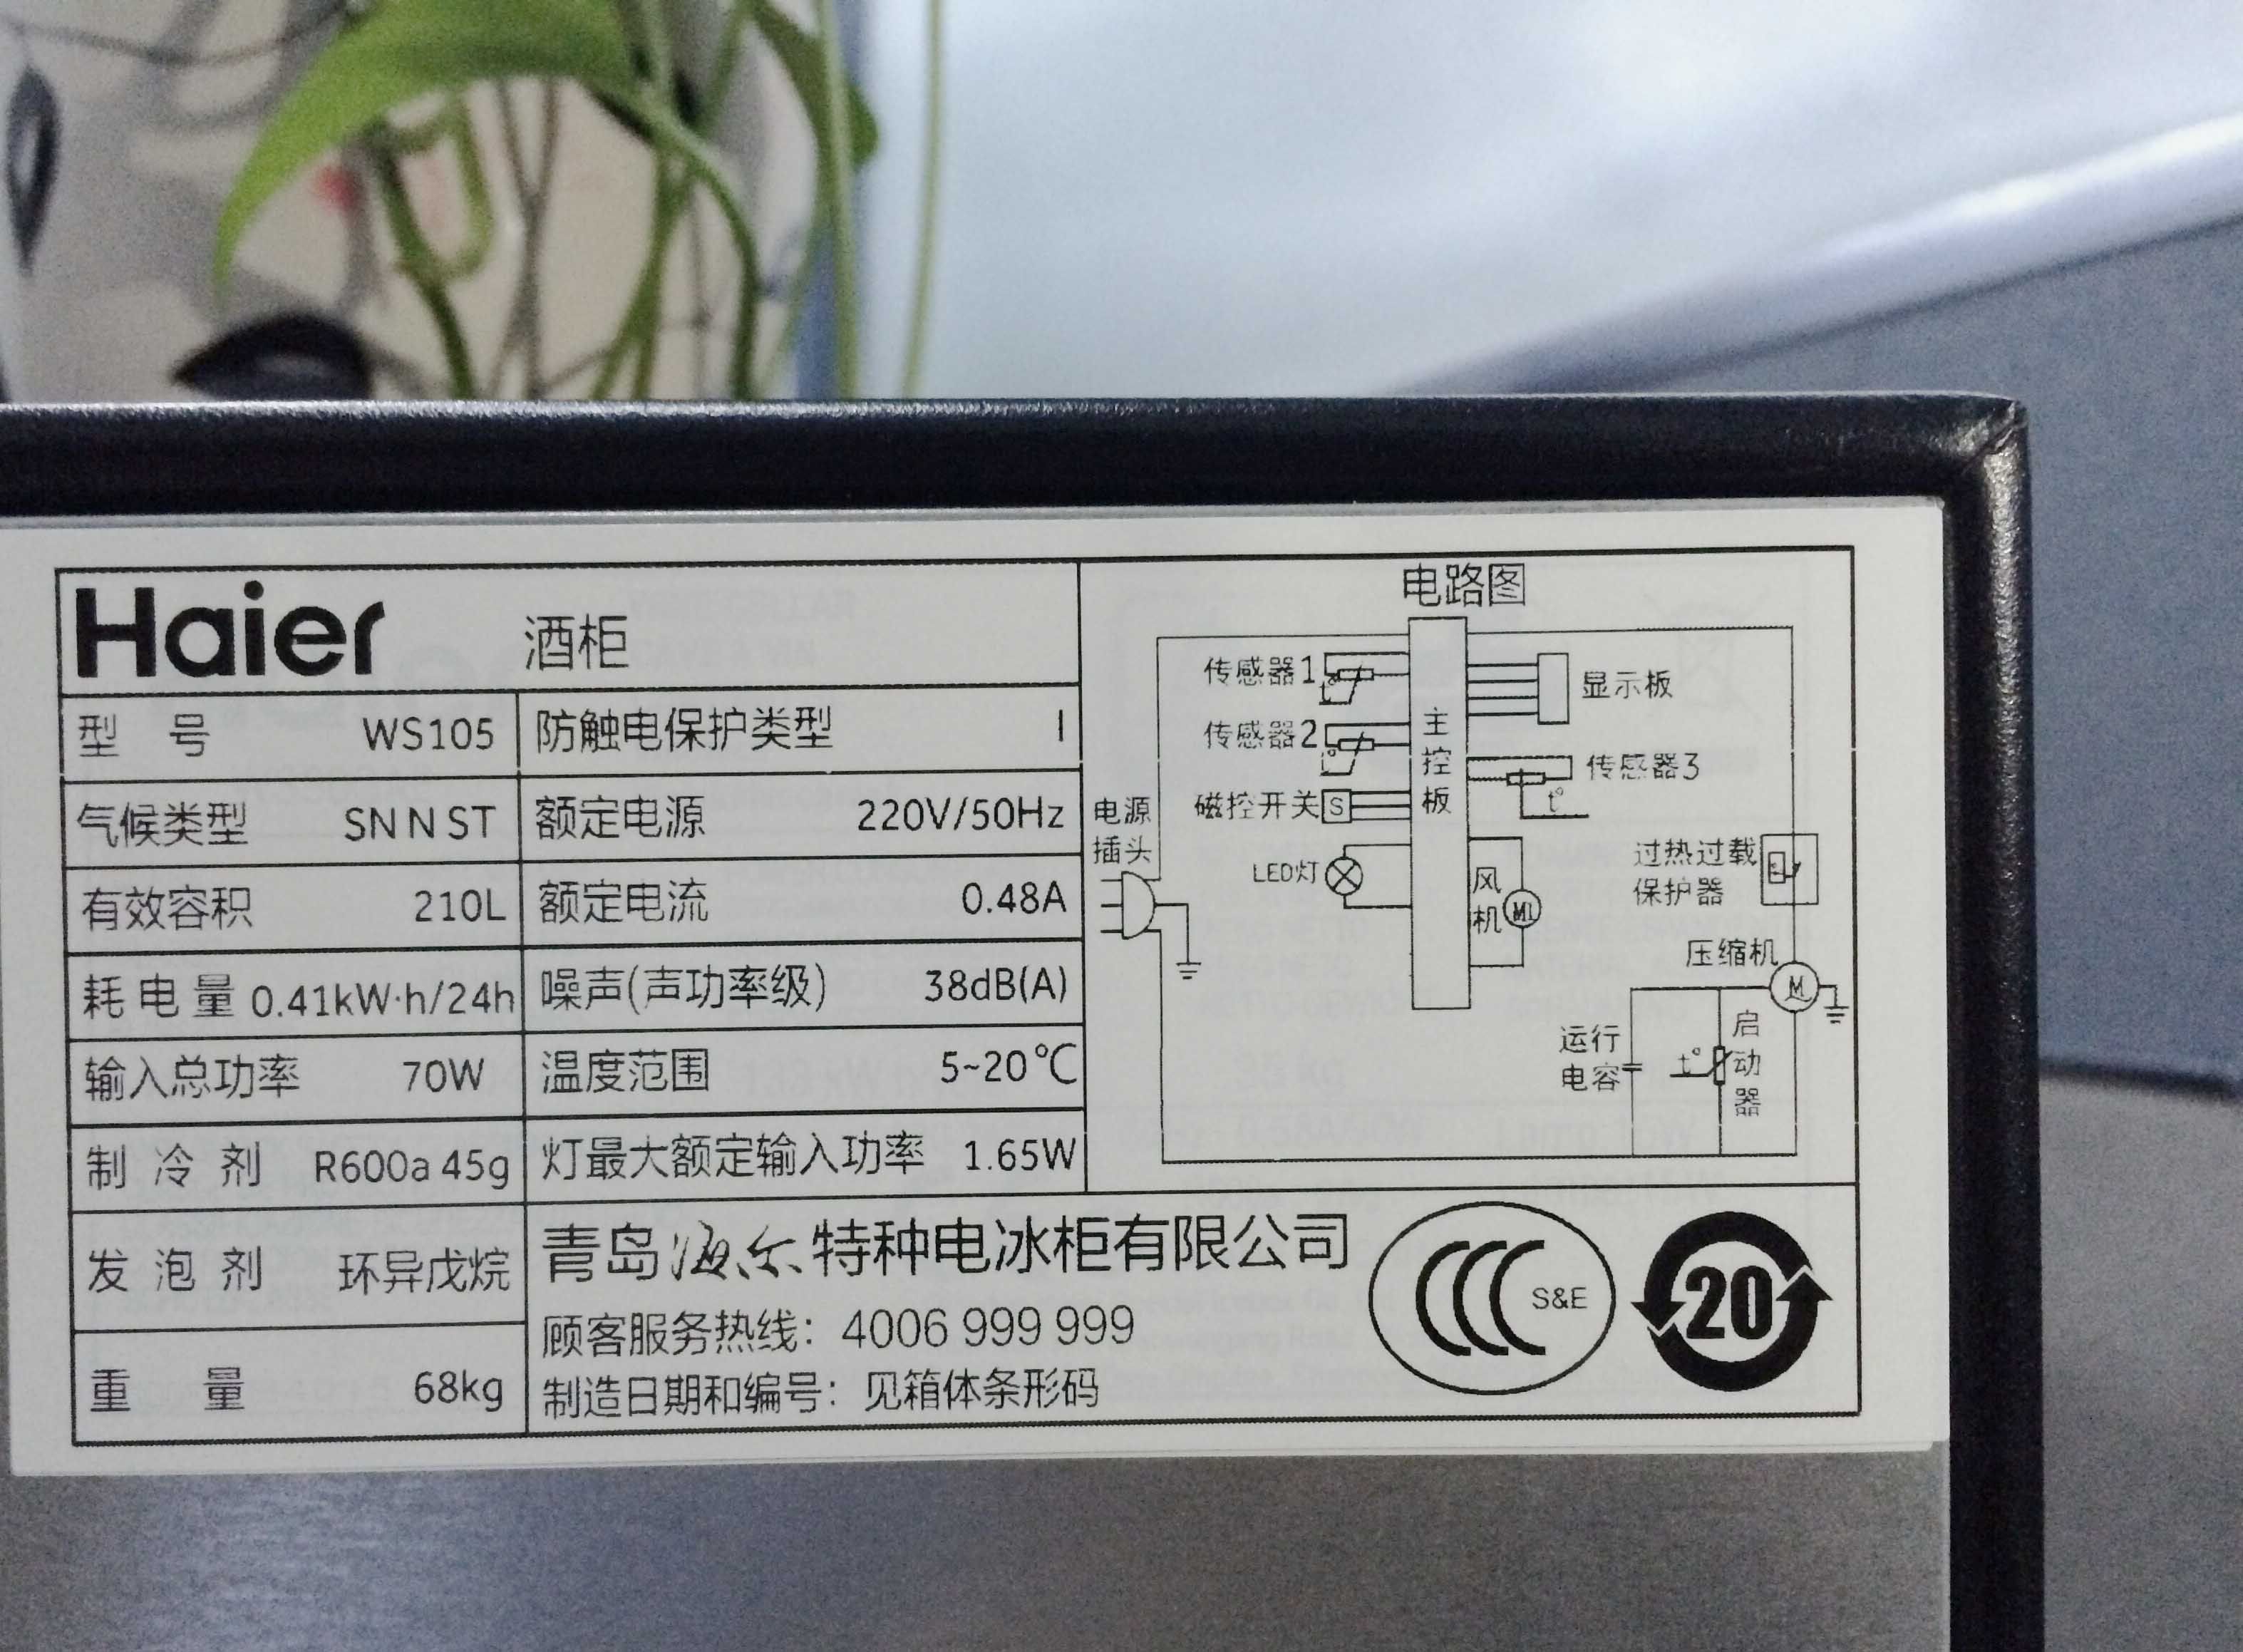 Haier 酒柜
型号 WS105 防触电保护类型 I
气候类型 SN N ST 额定电源 220V/50Hz
有效容积 210L 额定电流 0.48A
耗电量 0.41kW·h/24h 噪声(声功率级) 38dB(A)
输入总功率 70W 温度范围 5~20℃
制冷剂 R600a 45g 灯最大额定输入功率 1.65W
发泡剂 环异戊烷
重量 68kg
青岛海尔特种电冰柜有限公司
顾客服务热线：4006 999 999
制造日期和编号：见箱体条形码
电路图
传感器1
t°
传感器2
t°
磁控开关 S
LED灯
电源
插头
主控板
显示板
传感器3
t°
风机
M1
过热过载
保护器
压缩机
M
运行
电容
t°
启动器
CCC S&E
20